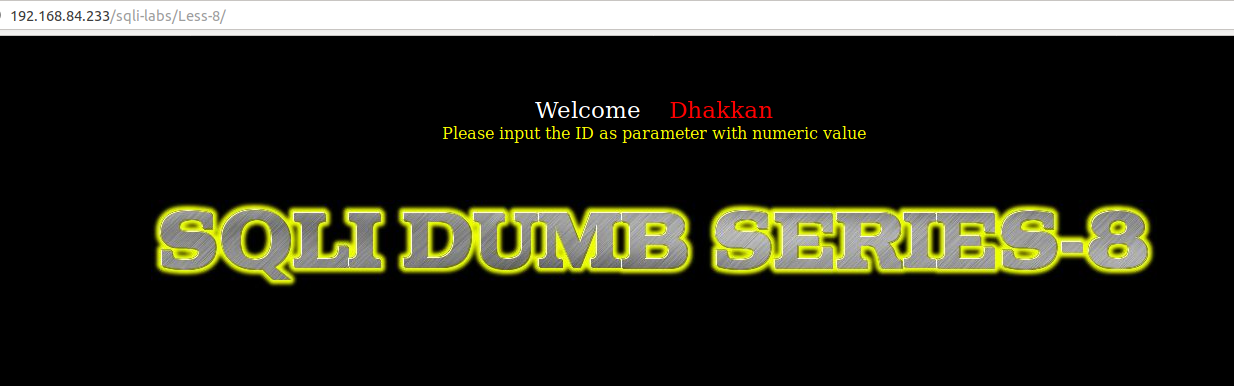 192.168.84.233/sqli-labs/Less-8/
Welcome Dhakkan
Please input the ID as parameter with numeric value
SQLI DUMB SERIES-8